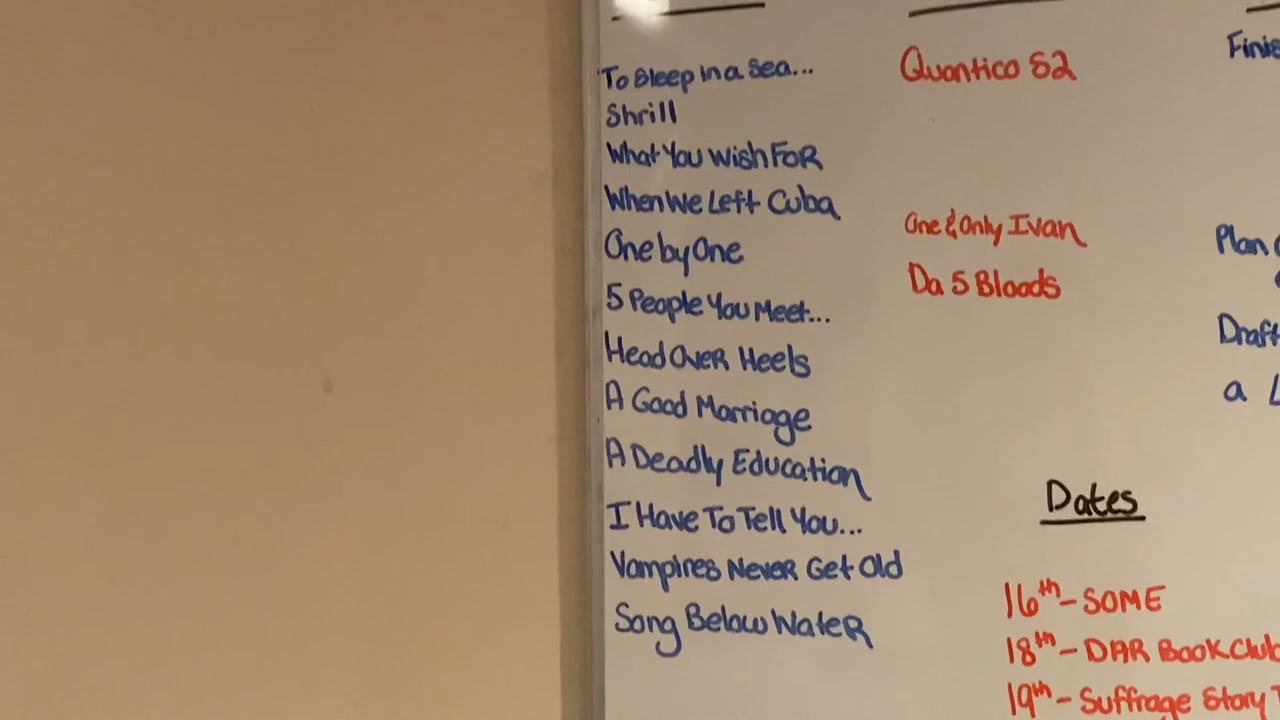 To Sleep in a Sea...
Shrill
What You Wish For
When We Left Cuba
One by One
5 People You Meet...
Head Over Heels
A Good Marriage
A Deadly Education
I Have To Tell You...
Vampires Never Get Old
Song Below Water
Quantico S2
One & Only Ivan
Da 5 Bloods
Finis
Plan
Draft
a L
Dates
16th - SOME
18th - DAR Book Club
19th - Suffrage Story T